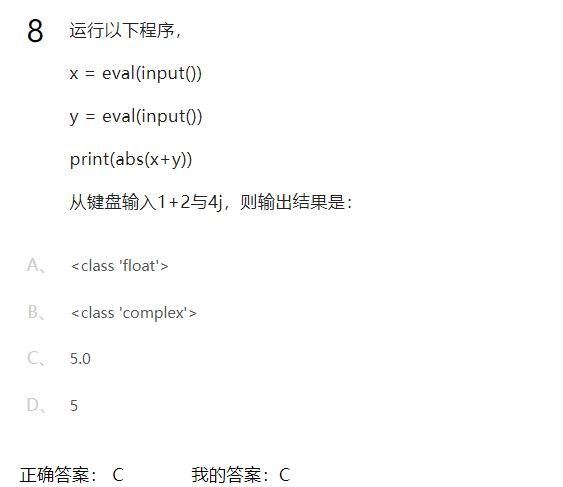 8 运行以下程序，
x = eval(input())
y = eval(input())
print(abs(x+y))
从键盘输入1+2与4j，则输出结果是：
A、 <class 'float'>
B、 <class 'complex'>
C、 5.0
D、 5
正确答案： C 我的答案：C